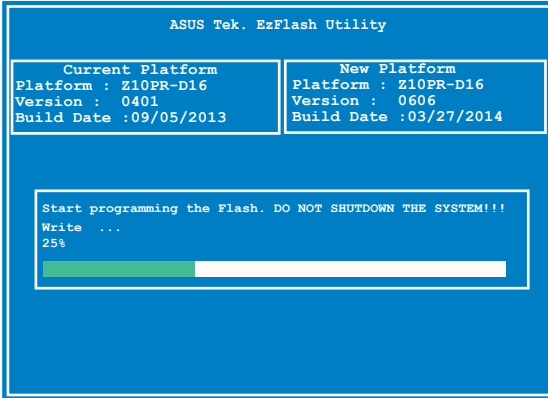 ASUS Tek. EzFlash Utility
Current Platform
Platform : Z10PR-D16
Version : 0401
Build Date :09/05/2013
New Platform
Platform : Z10PR-D16
Version : 0606
Build Date :03/27/2014
Start programming the Flash. DO NOT SHUTDOWN THE SYSTEM!!!
Write ...
25%